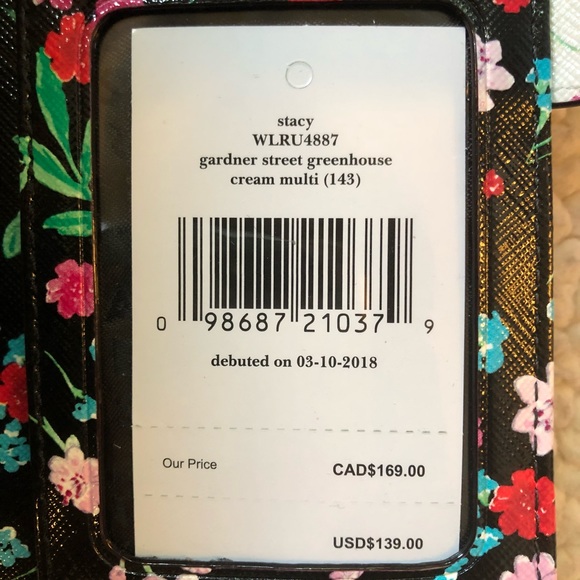 stacy
WLRU4887
gardner street greenhouse
cream multi (143)
0 98687 21037 9
debuted on 03-10-2018
Our Price CAD$169.00
USD$139.00